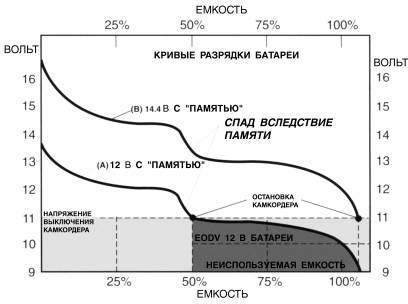 ЕМКОСТЬ
25% 50% 75% 100%
ВОЛЬТ
ВОЛЬТ
КРИВЫЕ РАЗРЯДКИ БАТАРЕИ
16
16
15
15
(В) 14.4 В С "ПАМЯТЬЮ"
СПАД ВСЛЕДСТВИЕ
ПАМЯТИ
14
14
13
13
(А) 12 В С "ПАМЯТЬЮ"
12
12
ОСТАНОВКА
КАМКОРДЕРА
НАПРЯЖЕНИЕ
ВЫКЛЮЧЕНИЯ
КАМКОРДЕРА
11
11
EODV 12 В БАТАРЕИ
10
10
НЕИСПОЛЬЗУЕМАЯ ЕМКОСТЬ
9
9
25% 50% 75% 100%
ЕМКОСТЬ